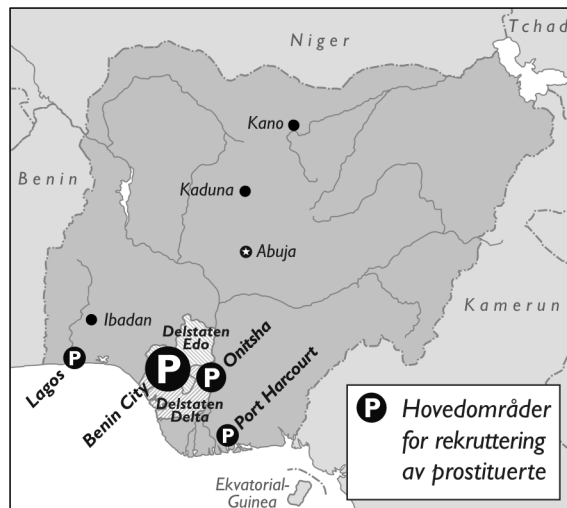 Tchad
Niger
Kano
Benin
Kaduna
Abuja
Kamerun
Ibadan
Delstaten
Edo
Onitsha
P
P
P
Lagos
Benin City
Delstaten
Delta
Port Harcourt
P
P Hovedområder
for rekruttering
av prostituerte
Ekvatorial-
Guinea